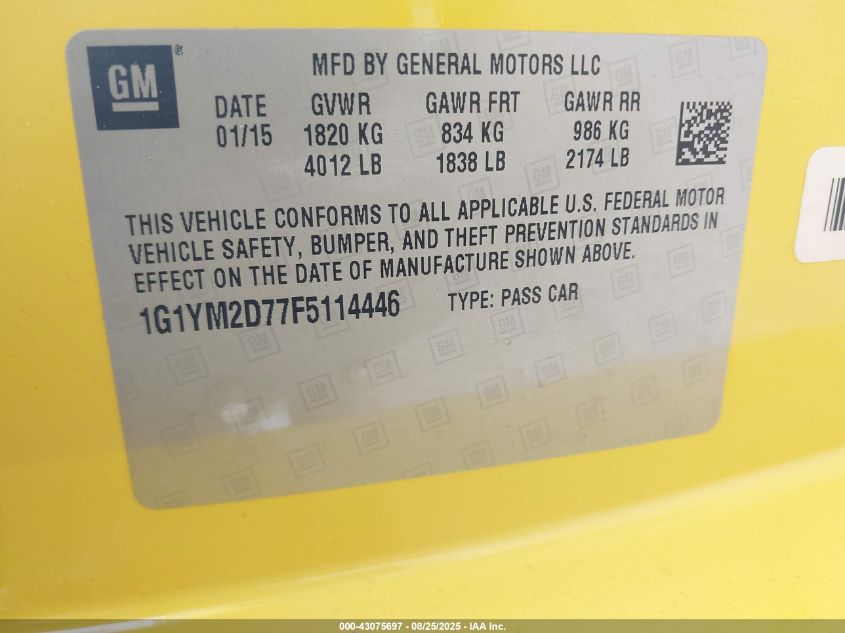 GM
MFD BY GENERAL MOTORS LLC
DATE GVWR GAWR FRT GAWR RR
01/15 1820 KG 834 KG 986 KG
4012 LB 1838 LB 2174 LB
THIS VEHICLE CONFORMS TO ALL APPLICABLE U.S. FEDERAL MOTOR
VEHICLE SAFETY, BUMPER, AND THEFT PREVENTION STANDARDS IN
EFFECT ON THE DATE OF MANUFACTURE SHOWN ABOVE.
1G1YM2D77F5114446 TYPE: PASS CAR
000-43075697 - 08/25/2025 - IAA Inc.